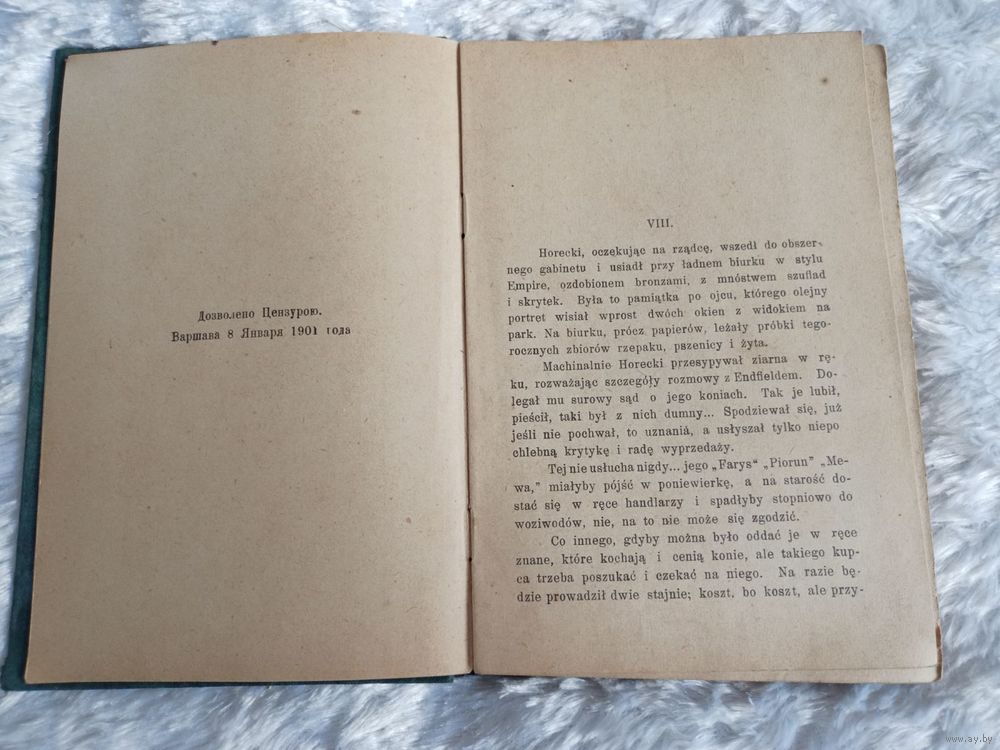 Дозволено Цензурою.
Варшава 8 Января 1901 года
VIII.
Horecki, oczekując na rządcę, wszedł do obszer-
nego gabinetu i usiadł przy ładnem biurku w stylu
Empire, ozdobionem bronzami, z mnóstwem szuflad
i skrytek. Była to pamiątka po ojcu, którego olejny
portret wisiał wprost dwóch okien z widokiem na
park. Na biurku, prócz papierów, leżały próbki tego-
rocznych zbiorów rzepaku, pszenicy i żyta.
Machinalnie Horecki przesypywał ziarna w rę-
ku, rozważając szczegóły rozmowy z Endfieldem. Do-
legał mu surowy sąd o jego koniach. Tak je lubił,
pieścił, taki był z nich dumny... Spodziewał się, już
jeśli nie pochwał, to uznania, a usłyszał tylko niepo
chlebną krytykę i radę wyprzedaży.
Tej nie usłucha nigdy... jego „Farys“ „Piorun” „Me-
wa,” miałyby pójść w poniewierkę, a na starość do-
stać się w ręce handlarzy i spadłyby stopniowo do
woziwodów, nie, na to nie może się zgodzić.
Co innego, gdyby można było oddać je w ręce
znane, które kochają i cenią konie, ale takiego kup-
ca trzeba poszukać i czekać na niego. Na razie bę-
dzie prowadził dwie stajnie; koszt. bo koszt, ale przy-
www.ay.by